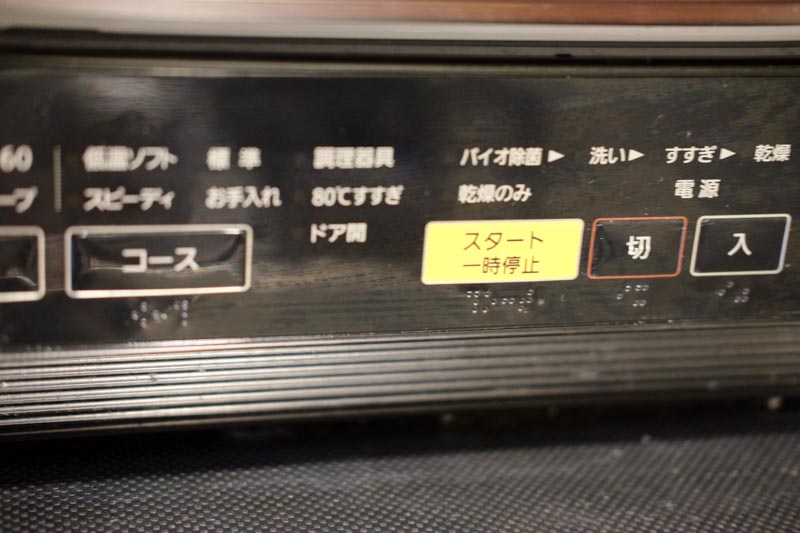 60 低温ソフト 標準 調理器具 バイオ除菌▶ 洗い▶ すすぎ▶ 乾燥
ープ スピーディ お手入れ 80℃すすぎ 乾燥のみ 電源
ドア開
コース スタート 切 入
一時停止